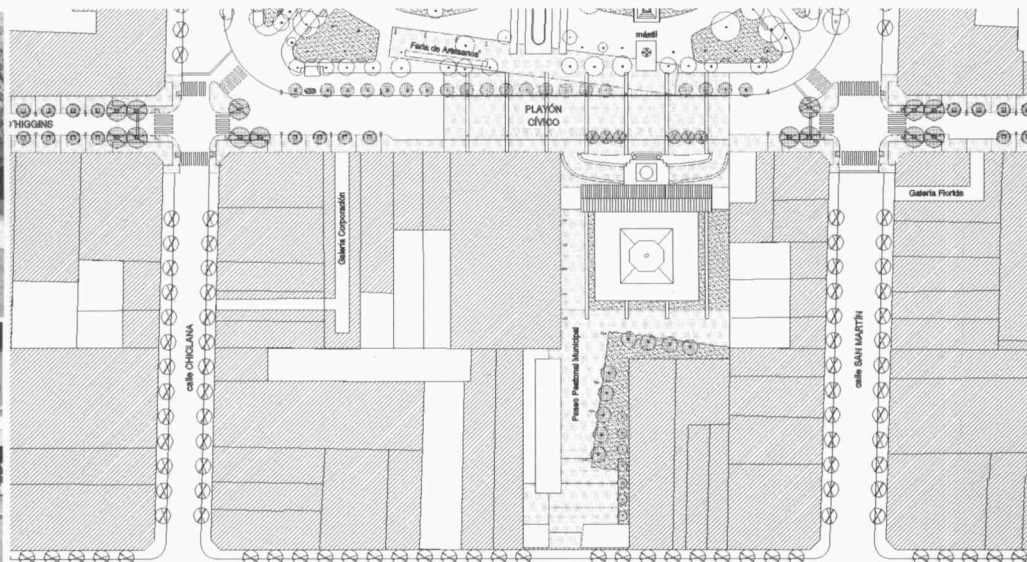 mástil
Feria de Artesanos
PLAYÓN
CÍVICO
O'HIGGINS
Galería Corporación
Galería Florida
calle CHICLANA
Paseo Peatonal Municipal
calle SAN MARTÍN